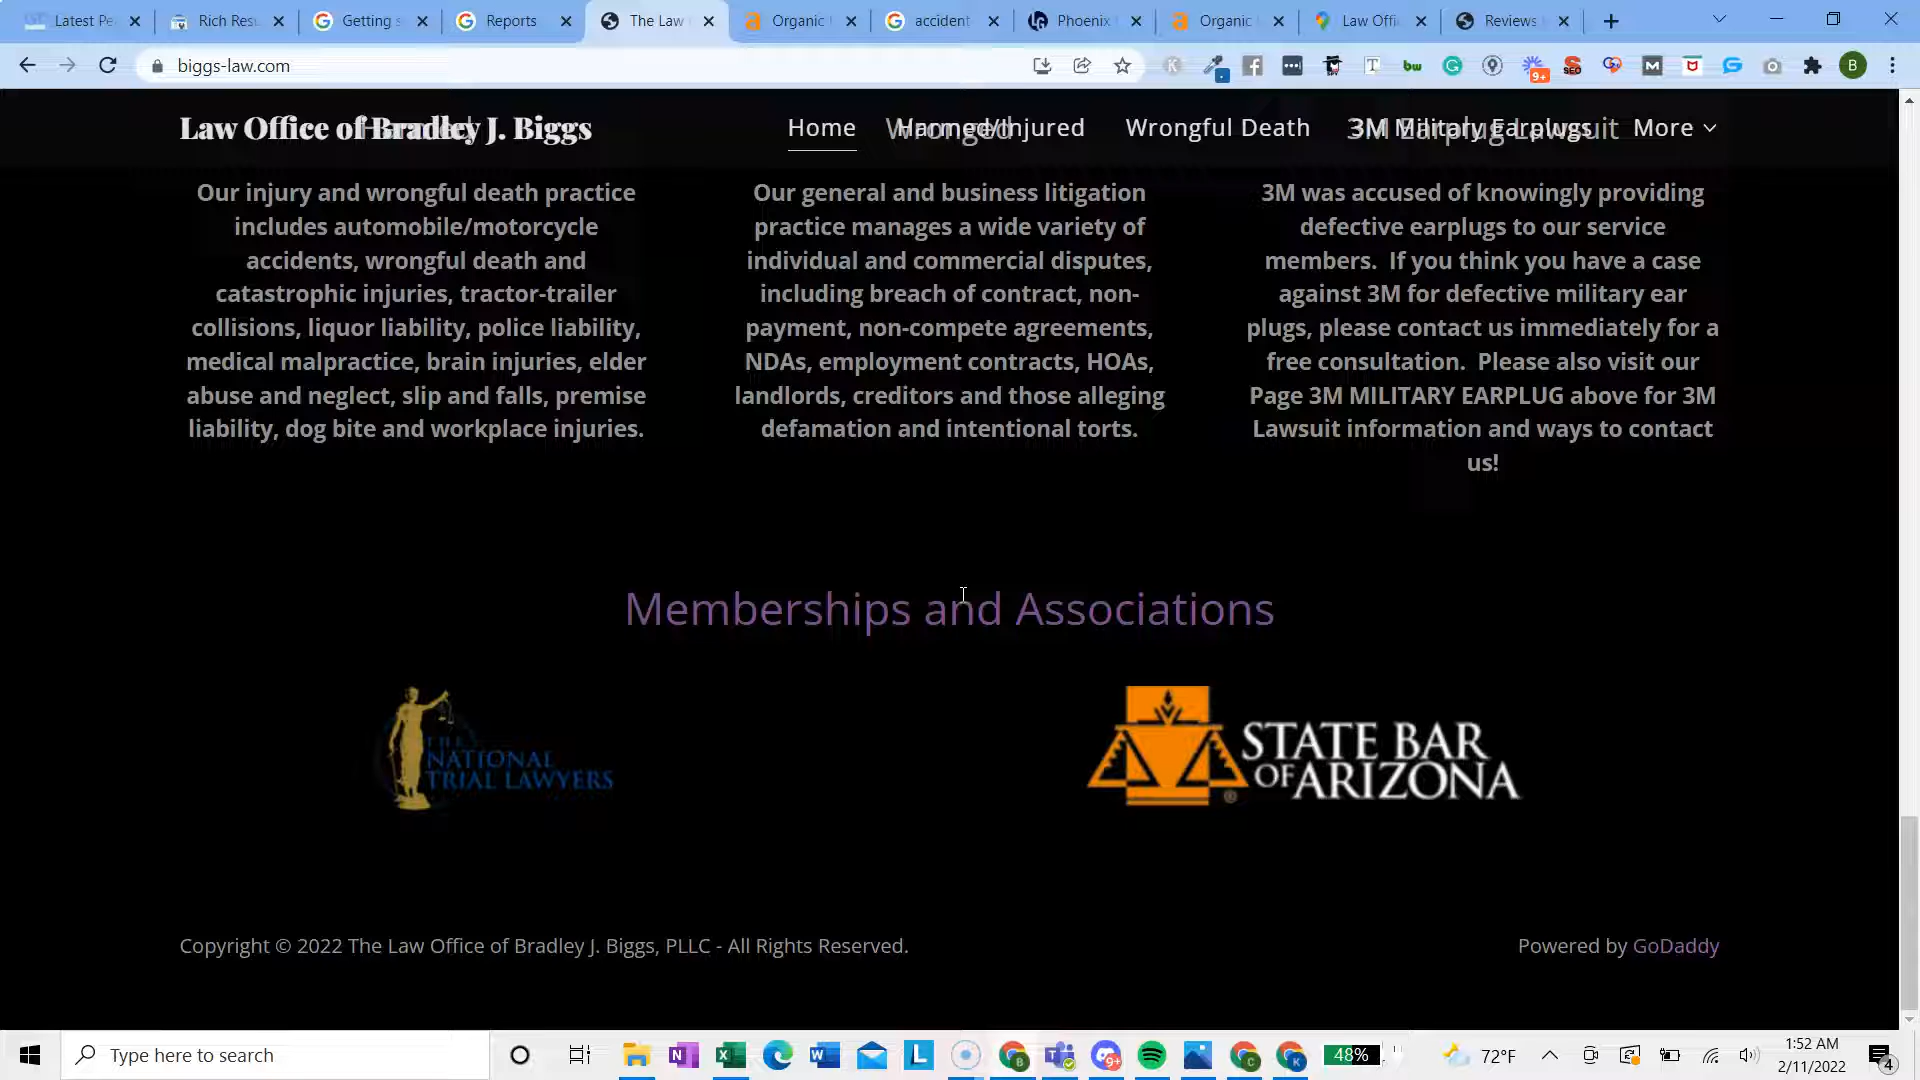 Latest Pe
Rich Res
Getting s
Reports
The Law
Organic
accident
Phoenix
Organic
Law Offi
Reviews
biggs-law.com
9+
B
Law Office of Bradley J. Biggs
Harmed
Home
Harmed/Injured
Wronged
Wrongful Death
3M Military Earplugs
3M Earplug Lawsuit
More
Our injury and wrongful death practice
includes automobile/motorcycle
accidents, wrongful death and
catastrophic injuries, tractor-trailer
collisions, liquor liability, police liability,
medical malpractice, brain injuries, elder
abuse and neglect, slip and falls, premise
liability, dog bite and workplace injuries.
Our general and business litigation
practice manages a wide variety of
individual and commercial disputes,
including breach of contract, non-
payment, non-compete agreements,
NDAs, employment contracts, HOAs,
landlords, creditors and those alleging
defamation and intentional torts.
3M was accused of knowingly providing
defective earplugs to our service
members. If you think you have a case
against 3M for defective military ear
plugs, please contact us immediately for a
free consultation. Please also visit our
Page 3M MILITARY EARPLUG above for 3M
Lawsuit information and ways to contact
us!
Memberships and Associations
THE
NATIONAL
TRIAL LAWYERS
STATE BAR
OF ARIZONA
Copyright © 2022 The Law Office of Bradley J. Biggs, PLLC - All Rights Reserved.
Powered by GoDaddy
Type here to search
48%
72°F
1:52 AM
2/11/2022
4